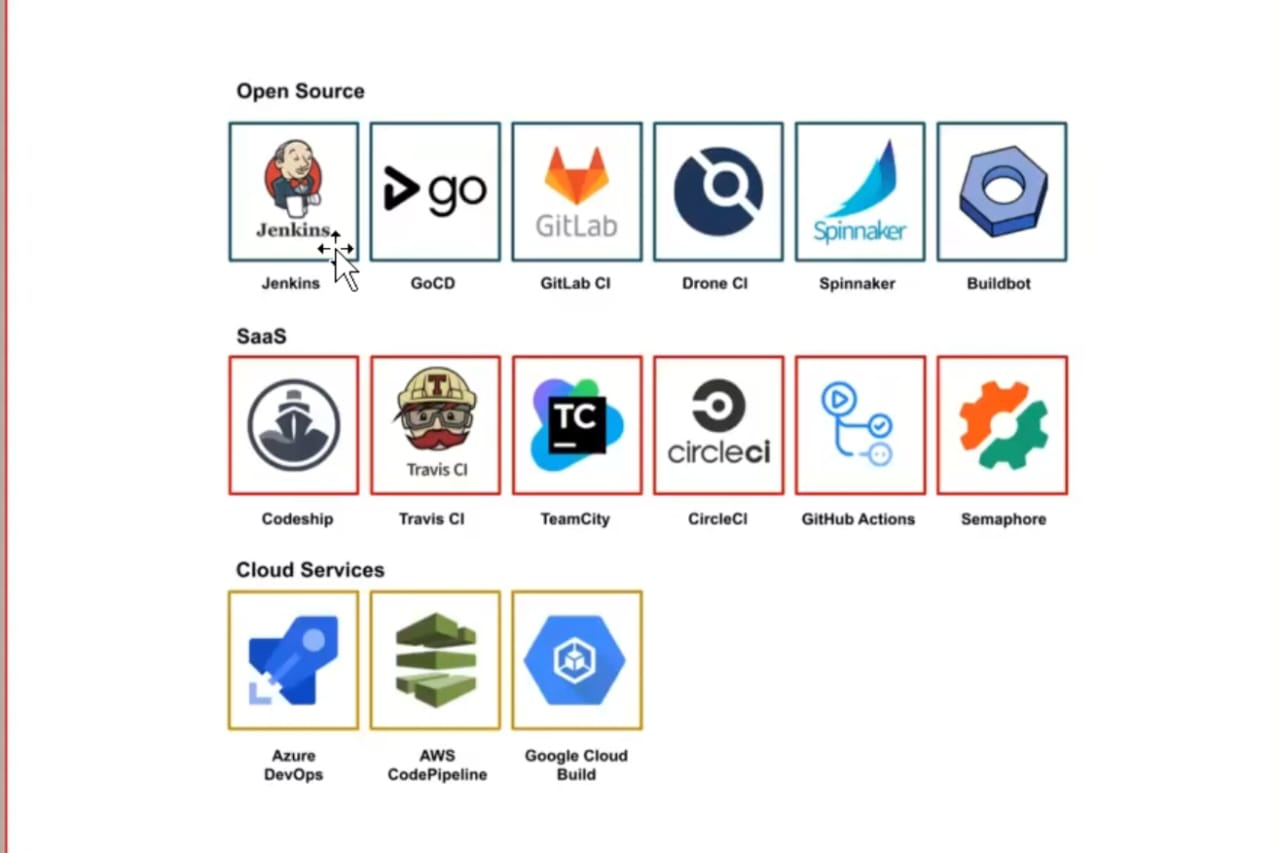 Open Source
Jenkins
go
GitLab
Spinnaker
Jenkins
GoCD
GitLab CI
Drone CI
Spinnaker
Buildbot
SaaS
T
Travis CI
TC
circleci
Codeship
Travis CI
TeamCity
CircleCI
GitHub Actions
Semaphore
Cloud Services
Azure
DevOps
AWS
CodePipeline
Google Cloud
Build